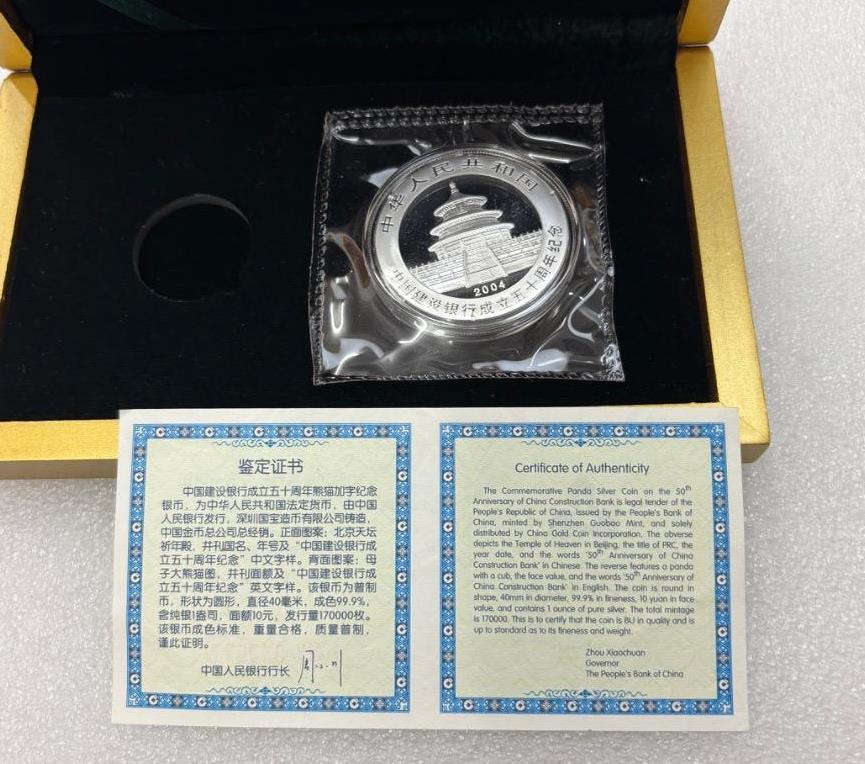 中华人民共和国
2004
中国建设银行成立五十周年纪念
鉴定证书
中国建设银行成立五十周年熊猫加字纪念
银币，为中华人民共和国法定货币，由中国
人民银行发行，深圳国宝造币有限公司铸造，
中国金币总公司总经销。正面图案：北京天坛
祈年殿，并刊国名、年号及“中国建设银行成
立五十周年纪念”中文字样。背面图案：母
子大熊猫图，并刊面额及“中国建设银行成
立五十周年纪念”英文字样。该银币为普制
币，形状为圆形，直径40毫米，成色99.9%，
含纯银1盎司，面额10元，发行量170000枚。
该银币成色标准，重量合格，质量普制，
谨此证明。
中国人民银行行长
Certificate of Authenticity
The Commemorative Panda Silver Coin on the 50th
Anniversary of China Construction Bank is legal tender of the
People's Republic of China, issued by the People's Bank of
China, minted by Shenzhen Guobao Mint, and solely
distributed by China Gold Coin Incorporation. The obverse
depicts the Temple of Heaven in Beijing, the title of PRC, the
year date, and the words '50th Anniversary of China
Construction Bank' in Chinese. The reverse features a panda
with a cub, the face value, and the words '50th Anniversary of
China Construction Bank' in English. The coin is round in
shape, 40mm in diameter, 99.9% in fineness, 10 yuan in face
value, and contains 1 ounce of pure silver. The total mintage
is 170000. This is to certify that the coin is BU in quality and is
up to standard as to its fineness and weight.
Zhou Xiaochuan
Governor
The People's Bank of China